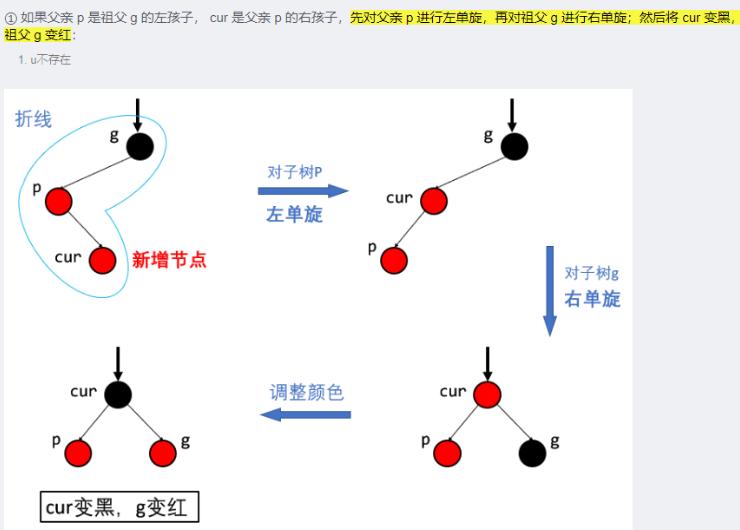 ① 如果父亲 p 是祖父 g 的左孩子， cur 是父亲 p 的右孩子，先对父亲 p 进行左单旋，再对祖父 g 进行右单旋；然后将 cur 变黑，
祖父 g 变红：
1. u不存在
折线
g
p
cur
新增节点
对子树P
左单旋
g
cur
p
对子树g
右单旋
cur
p
g
调整颜色
cur
p
g
cur变黑，g变红